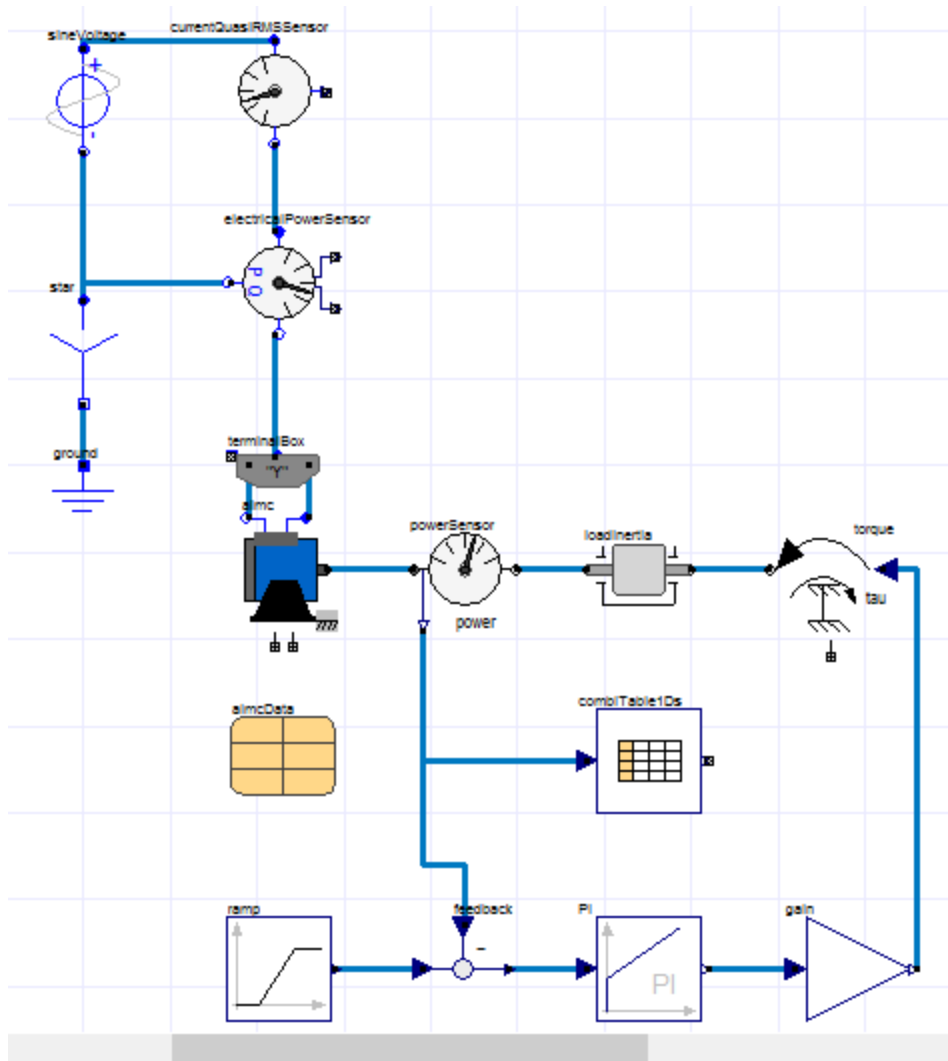 currentQuasiRMSSensor
sineVoltage
+
-
electricalPowerSensor
P Q
star
terminalBox
ground
"Y"
aimc
powerSensor
loadInertia
torque
tau
power
aimcData
combiTable1Ds
ramp
feedback
PI
gain
-
PI